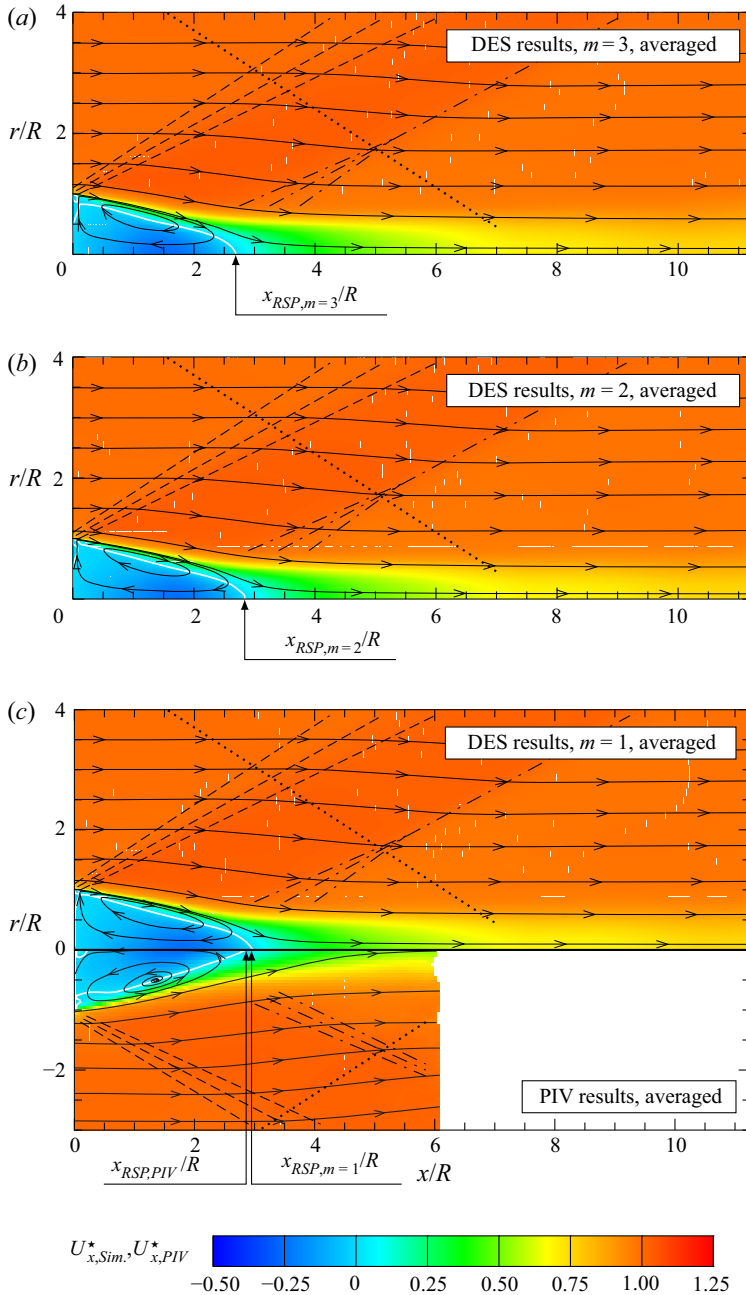 (a)
4
DES results, m = 3, averaged
r/R
2
0 2 4 6 8 10
x_{RSP,m=3}/R
(b)
4
DES results, m = 2, averaged
r/R
2
0 2 4 6 8 10
x_{RSP,m=2}/R
(c)
4
DES results, m = 1, averaged
2
r/R
0
−2
PIV results, averaged
0 2 4 6 8 10
x_{RSP,PIV}/R x_{RSP,m=1}/R x/R
U^★_{x,Sim.},U^★_{x,PIV}
−0.50 −0.25 0 0.25 0.50 0.75 1.00 1.25